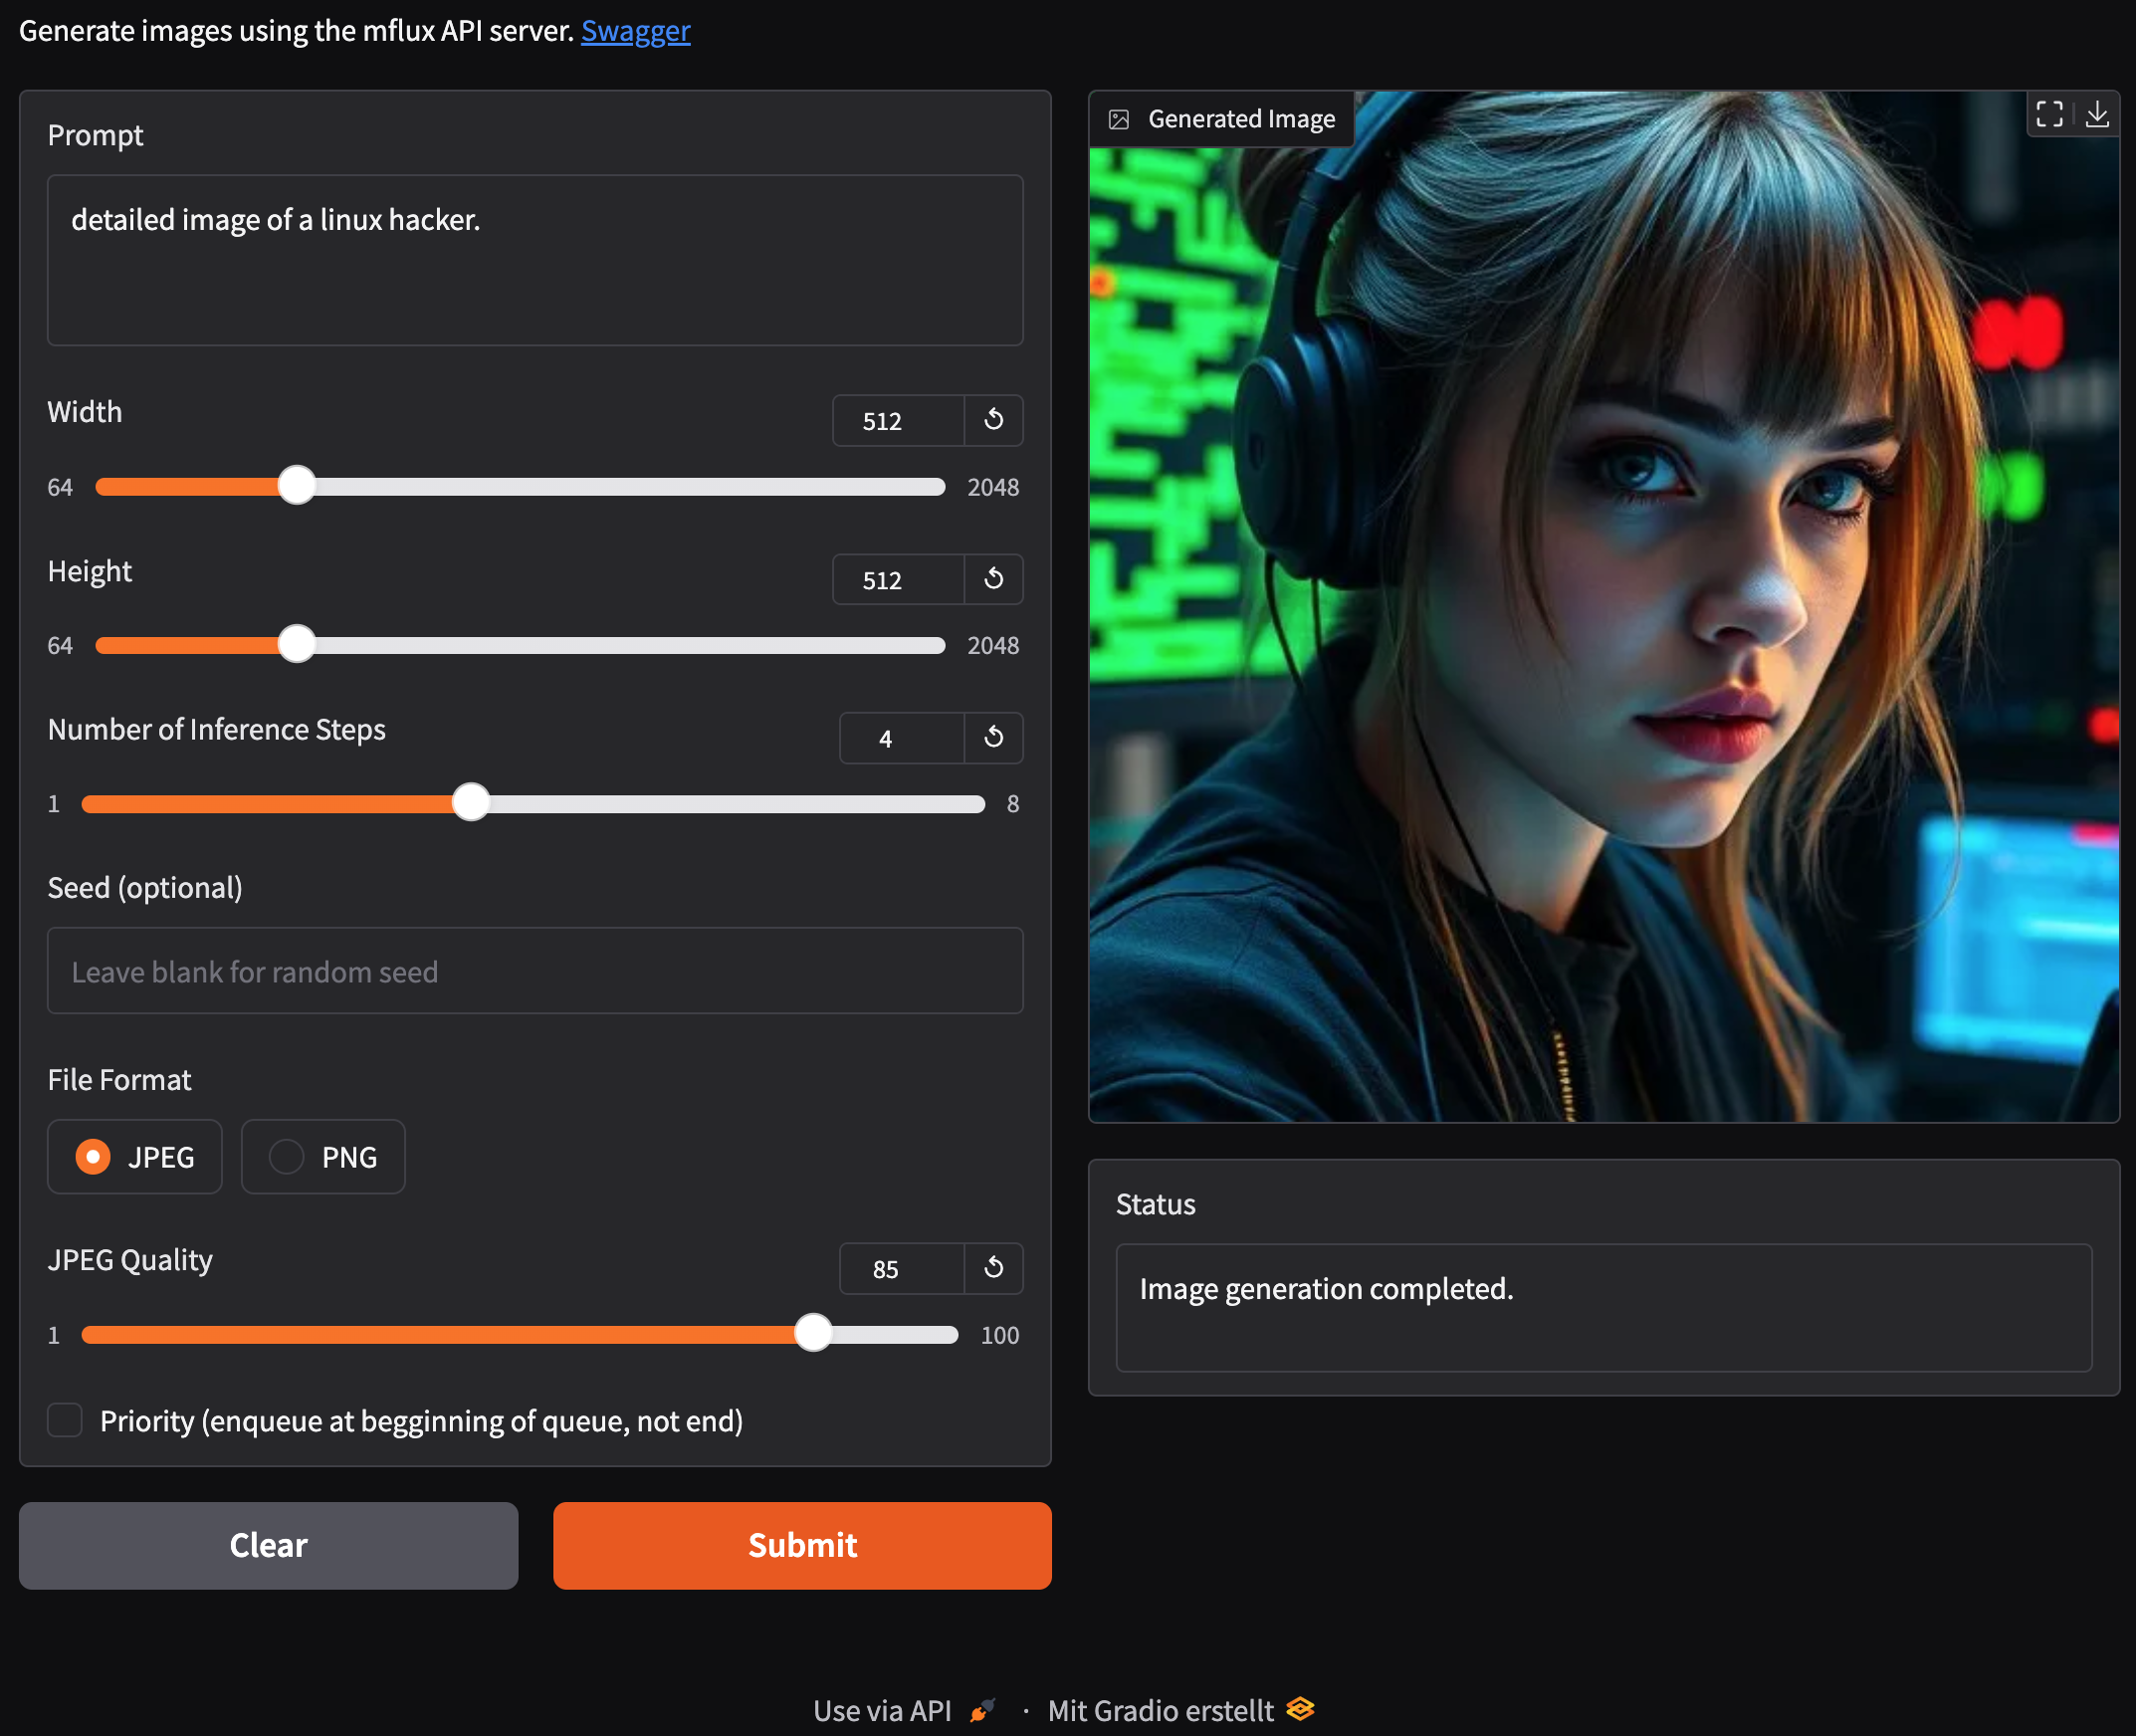 Generate images using the mflux API server. Swagger
Prompt
detailed image of a linux hacker.
Width
512
64
2048
Height
512
64
2048
Number of Inference Steps
4
1
8
Seed (optional)
Leave blank for random seed
File Format
JPEG
PNG
JPEG Quality
85
1
100
Priority (enqueue at begginning of queue, not end)
Clear
Submit
Generated Image
Status
Image generation completed.
Use via API · Mit Gradio erstellt